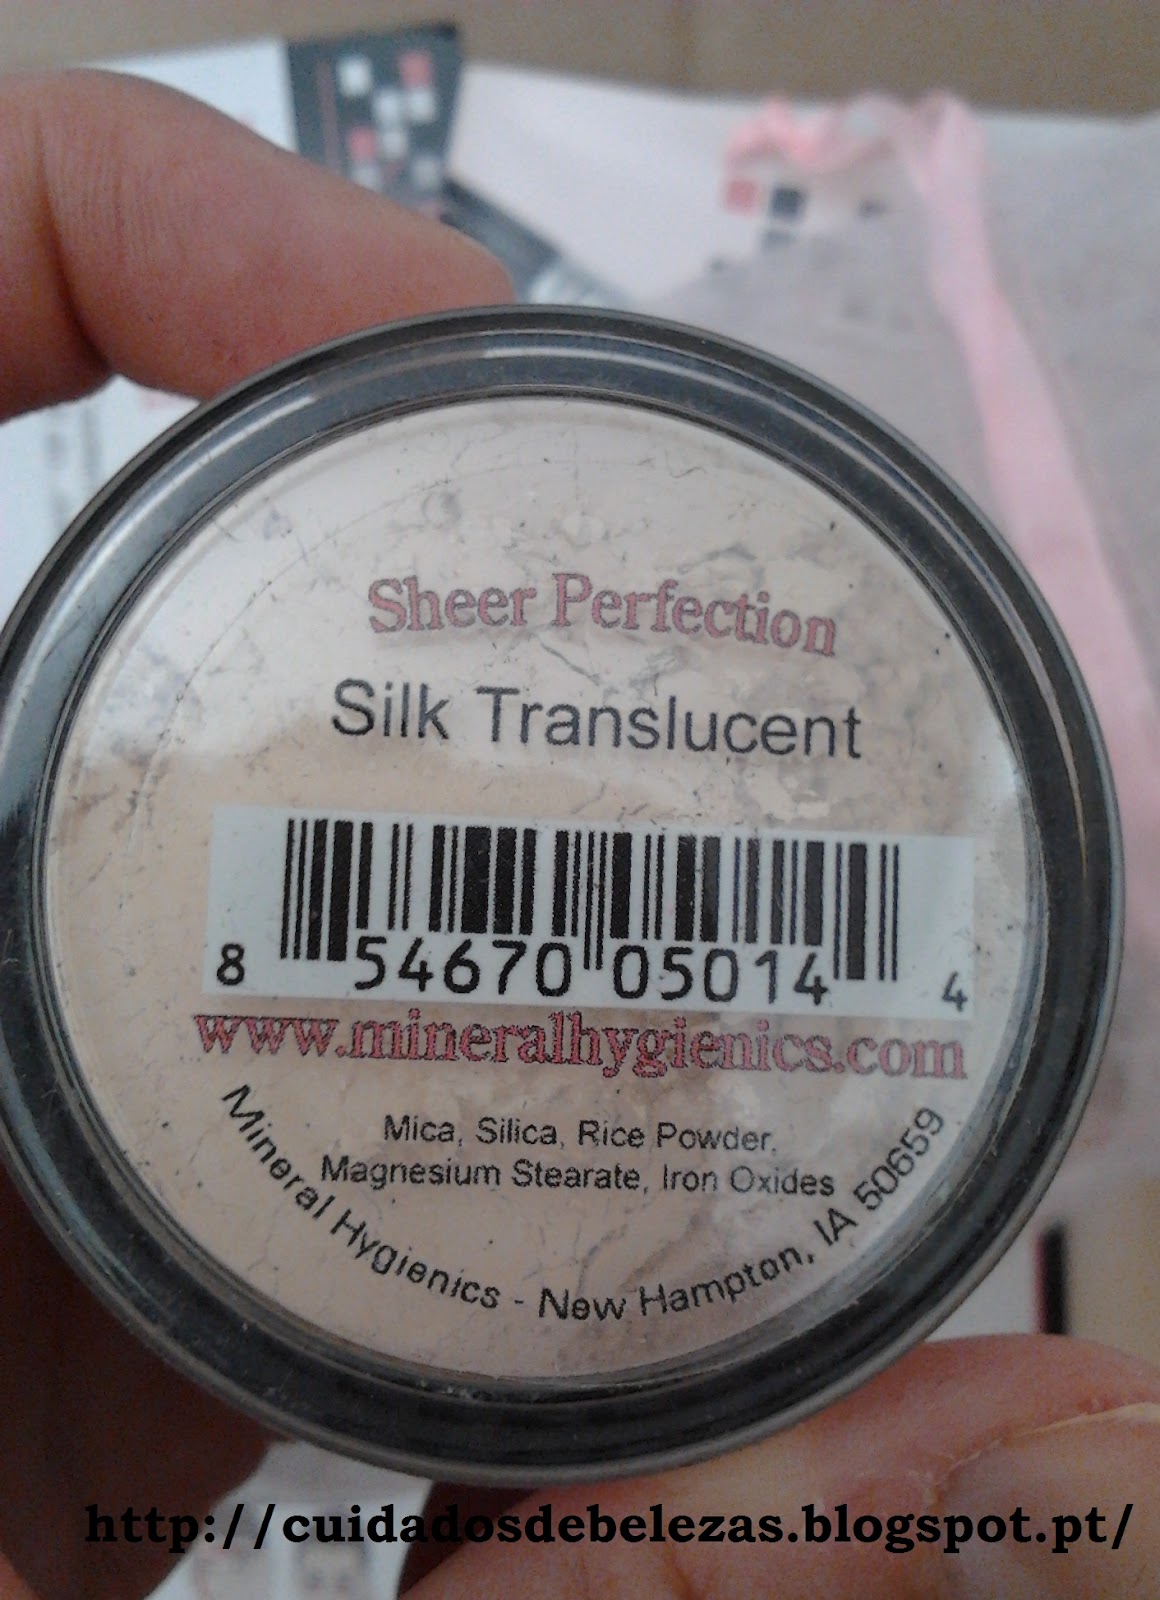 Sheer Perfection
Silk Translucent
8 54670 05014 4
www.mineralhygienics.com
Mica, Silica, Rice Powder,
Magnesium Stearate, Iron Oxides
Mineral Hygienics - New Hampton, IA 50659
http://cuidadosdebelezas.blogspot.pt/